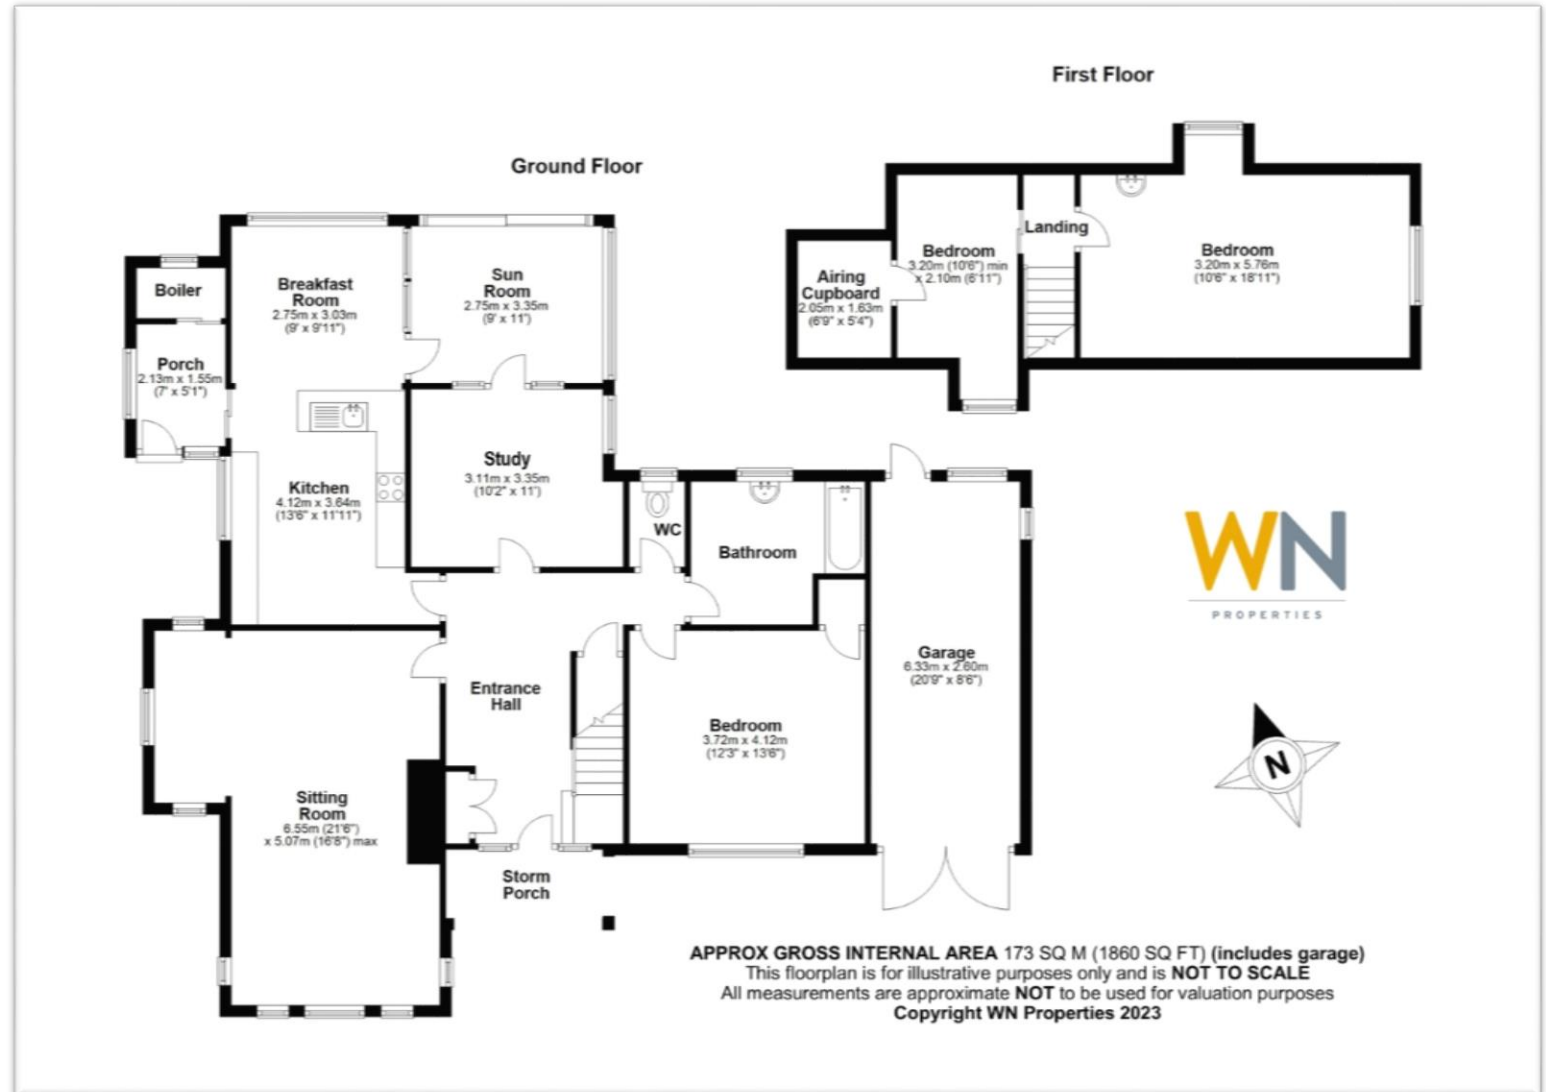 First Floor
Ground Floor
Landing
Bedroom
3.20m (10'6") min
x 2.10m (6'11")
Bedroom
3.20m x 5.76m
(10'6" x 18'11")
Airing
Cupboard
2.05m x 1.63m
(6'9" x 5'4")
Boiler
Breakfast
Room
2.75m x 3.03m
(9' x 9'11")
Sun
Room
2.75m x 3.35m
(9' x 11')
Porch
2.13m x 1.55m
(7' x 5'1")
Study
3.11m x 3.35m
(10'2" x 11')
Kitchen
4.12m x 3.64m
(13'6" x 11'11")
WC
Bathroom
WN
PROPERTIES
Garage
6.33m x 2.60m
(20'9" x 8'6")
Entrance
Hall
Bedroom
3.72m x 4.12m
(12'3" x 13'6")
N
Sitting
Room
6.55m (21'6")
x 5.07m (16'8") max
Storm
Porch
APPROX GROSS INTERNAL AREA 173 SQ M (1860 SQ FT) (includes garage)
This floorplan is for illustrative purposes only and is NOT TO SCALE
All measurements are approximate NOT to be used for valuation purposes
Copyright WN Properties 2023